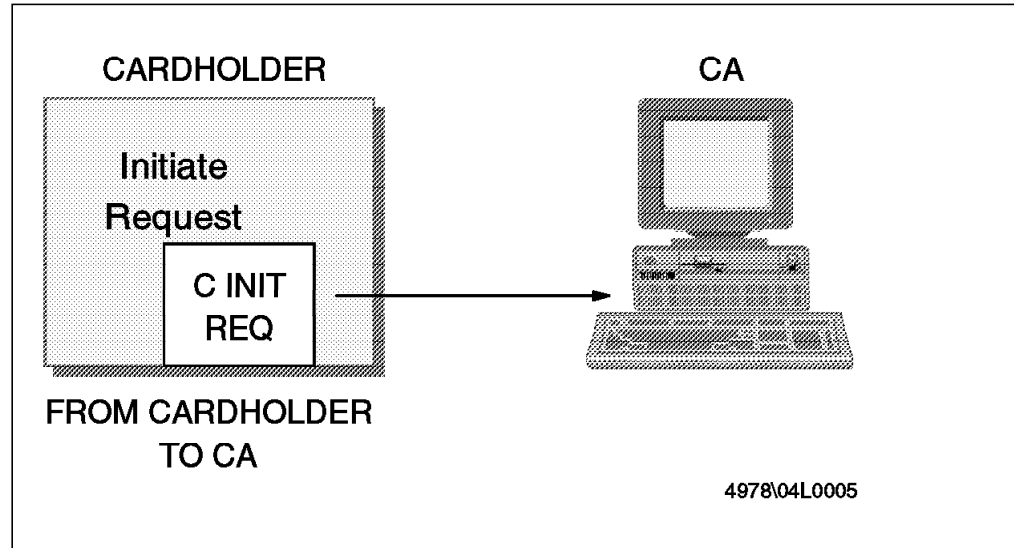 CARDHOLDER
CA
Initiate
Request
C INIT
REQ
FROM CARDHOLDER
TO CA
4978\04L0005